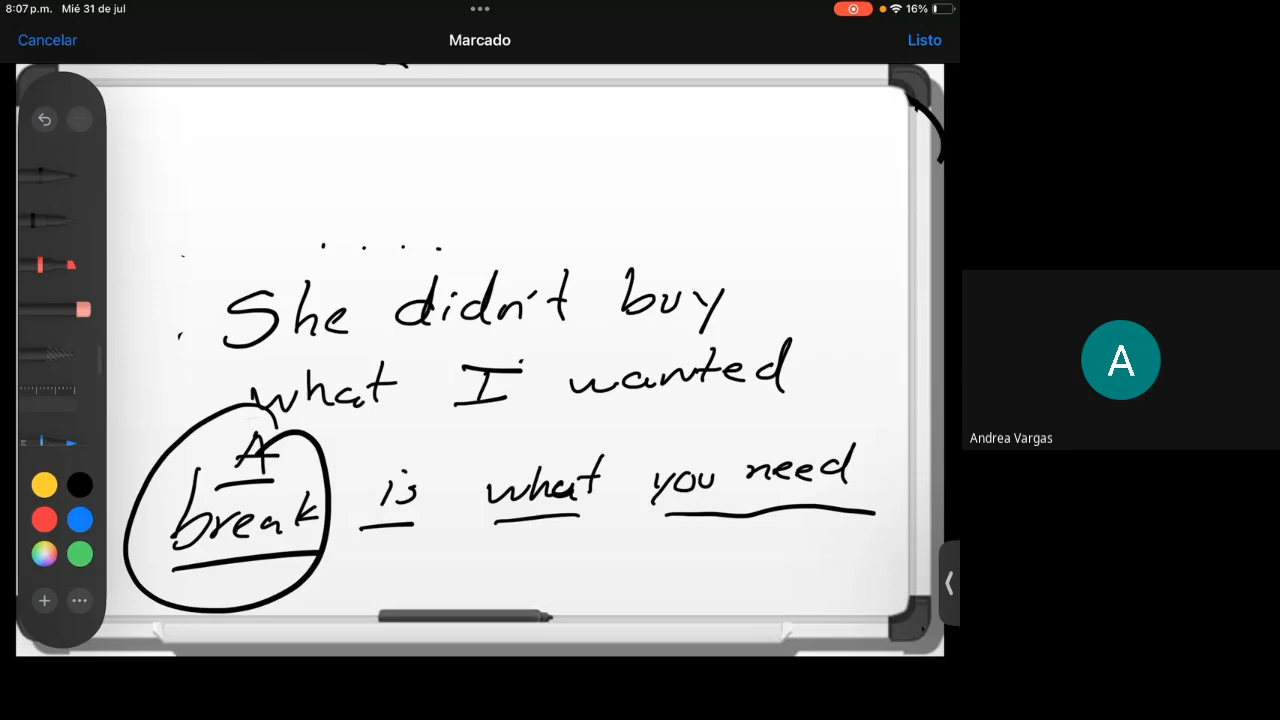 8:07 p.m. Mié 31 de jul
16%
Cancelar
Marcado
Listo
She didn't buy
what I wanted
A
break is what you need
A
Andrea Vargas